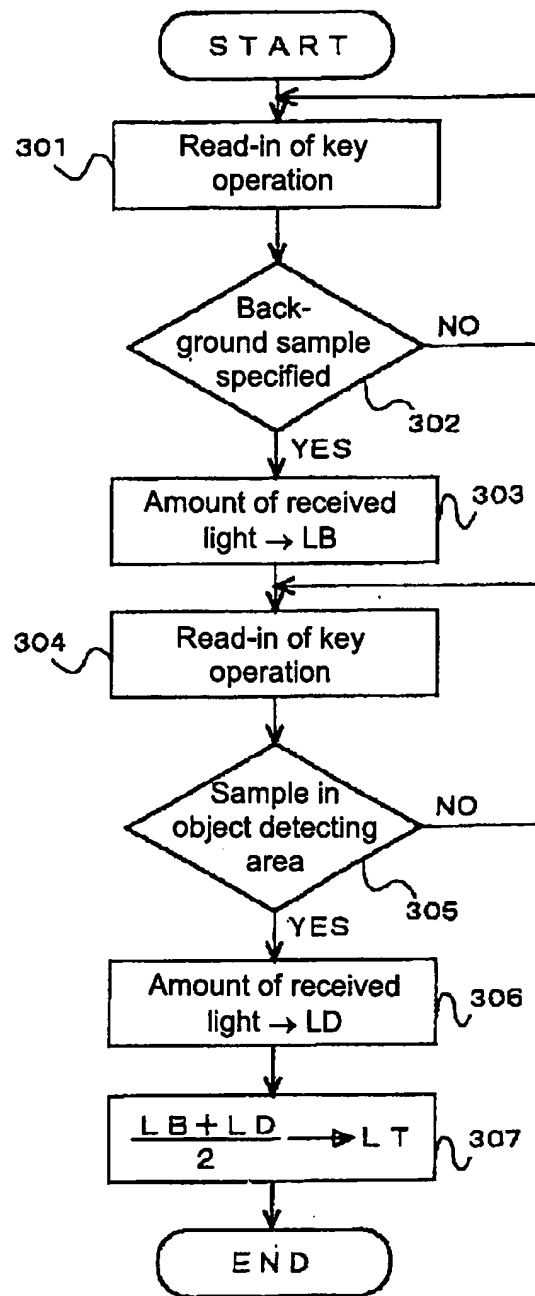 START
301
Read-in of key
operation
Back-
ground sample
specified
NO
302
YES
Amount of received
light → LB
303
304
Read-in of key
operation
Sample in
object detecting
area
NO
305
YES
Amount of received
light → LD
306
LB+LD
2
→ LT
307
END